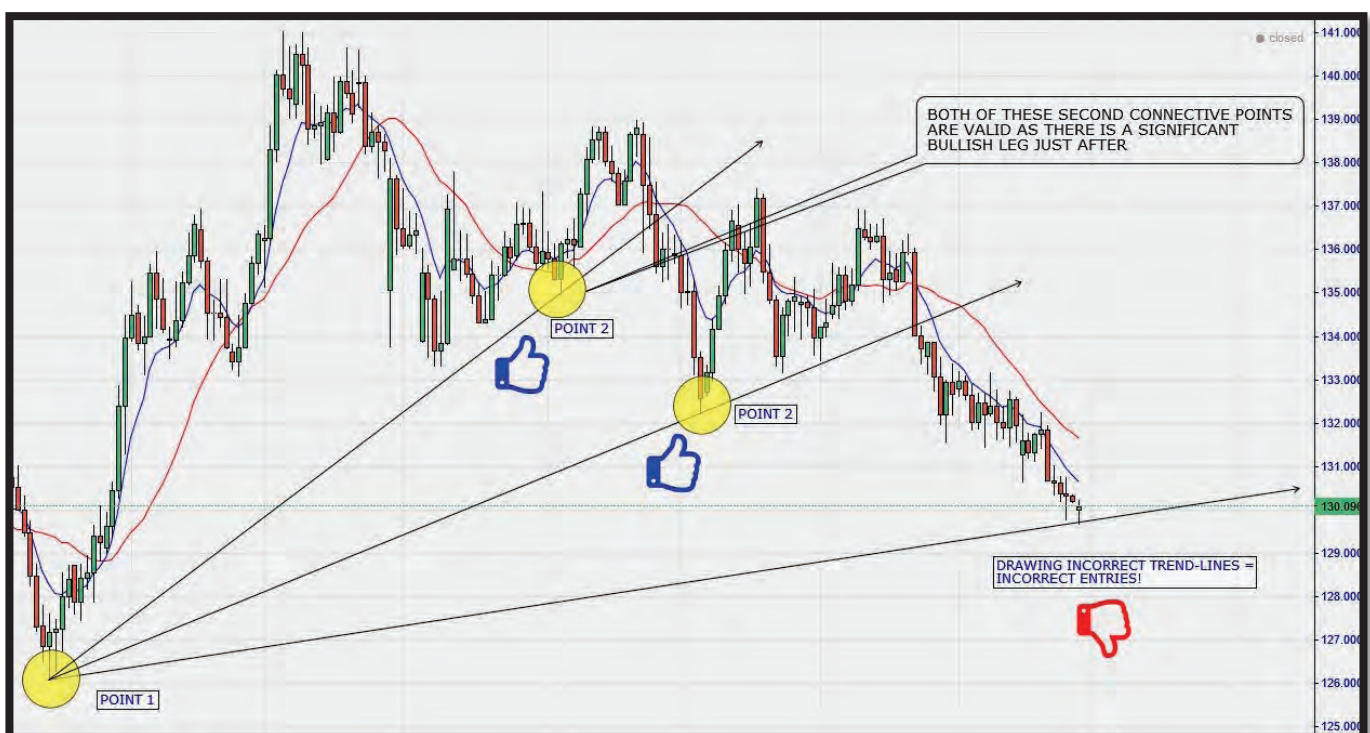 closed
BOTH OF THESE SECOND CONNECTIVE POINTS
ARE VALID AS THERE IS A SIGNIFICANT
BULLISH LEG JUST AFTER
POINT 2
POINT 2
DRAWING INCORRECT TREND-LINES =
INCORRECT ENTRIES!
POINT 1
141.000
140.000
139.000
138.000
137.000
136.000
135.000
134.000
133.000
132.000
131.000
130.096
129.000
128.000
127.000
126.000
125.000